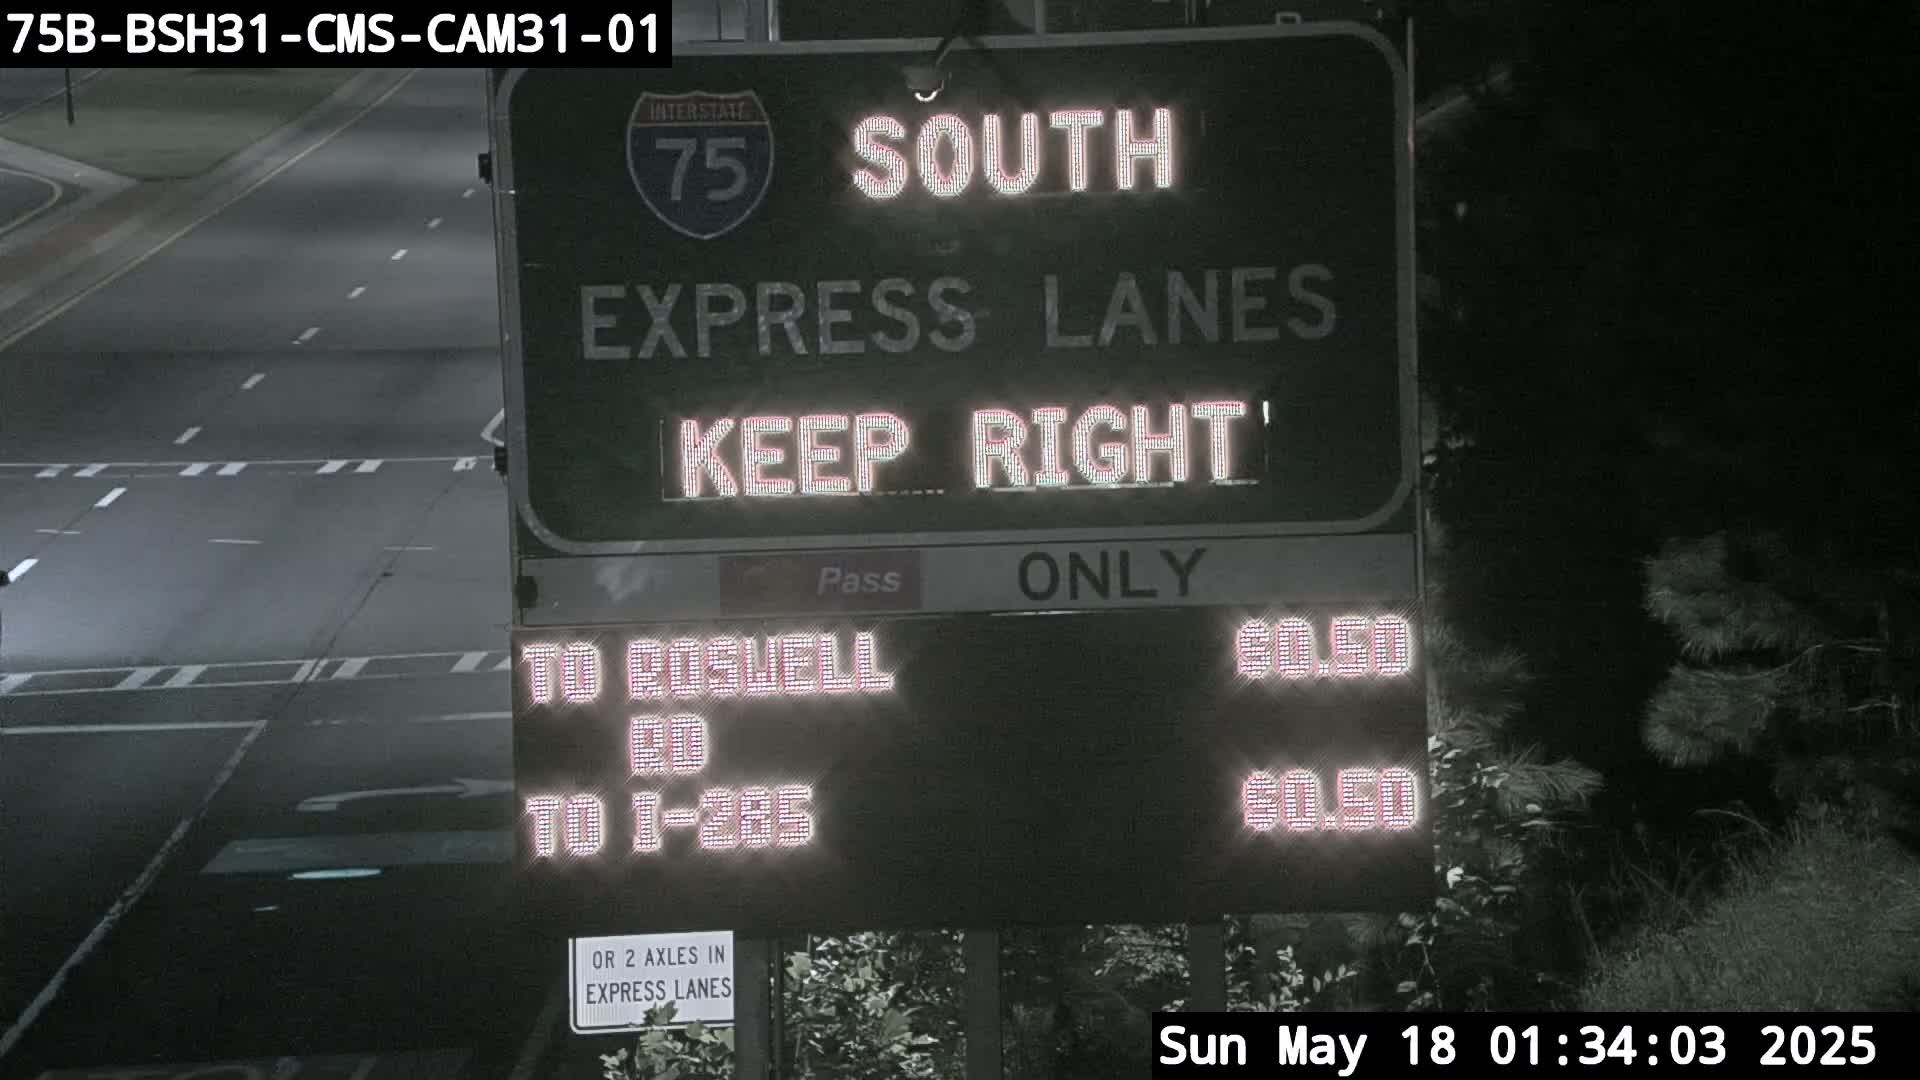 75B-BSH31-CMS-CAM31-01
INTERSTATE
75
SOUTH
EXPRESS LANES
KEEP RIGHT
Pass ONLY
TO ROSWELL $0.50
RD
TO I-285 $0.50
OR 2 AXLES IN
EXPRESS LANES
Sun May 18 01:34:03 2025